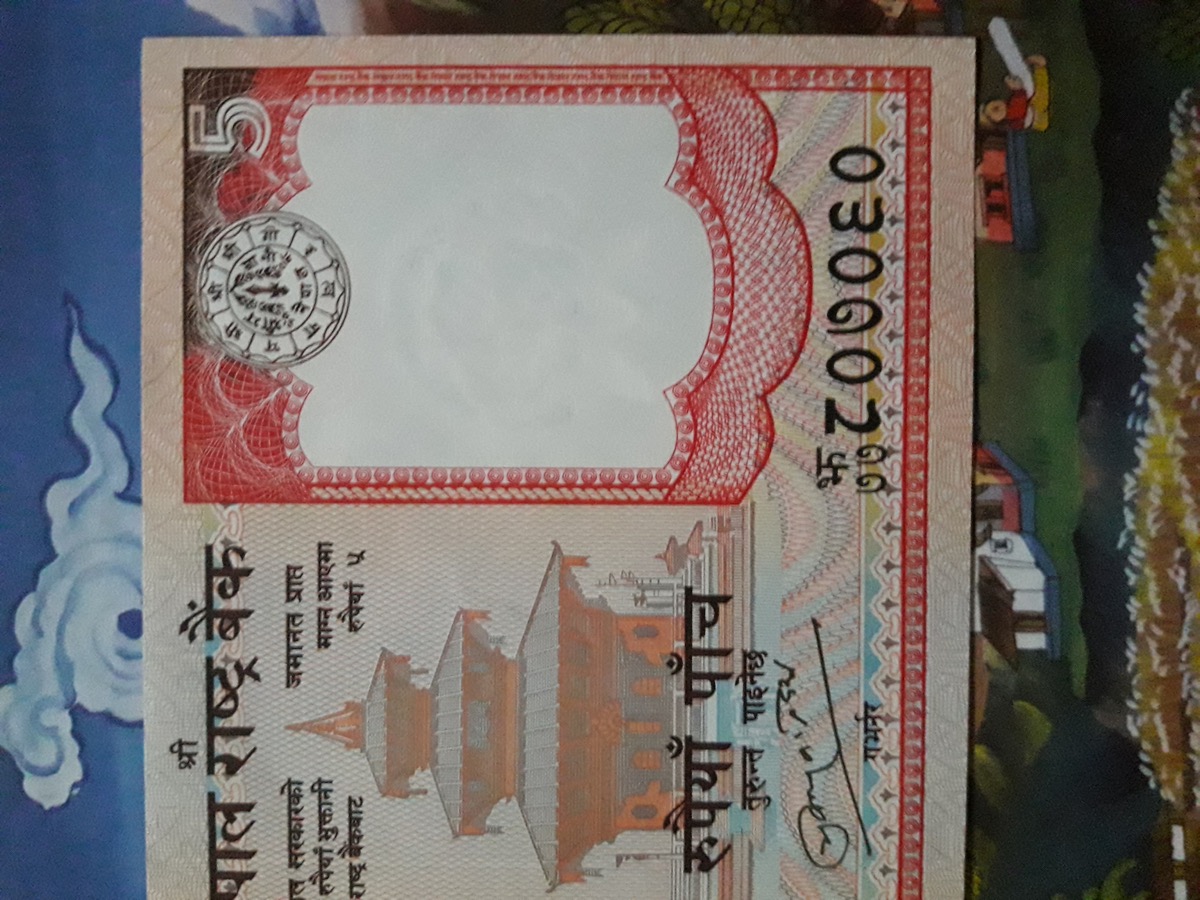 श्री
पाल राष्ट्र बैंक
5
सरकारको जमानत प्राप्त
रुपैयाँ भुक्तानी माग्न आएमा
राष्ट्र बैंकबाट रुपैयाँ ५
रुपैयाँ पाँच
तुरुन्त पाइनेछ
गभर्नर
झ
७७ ८०७०६०